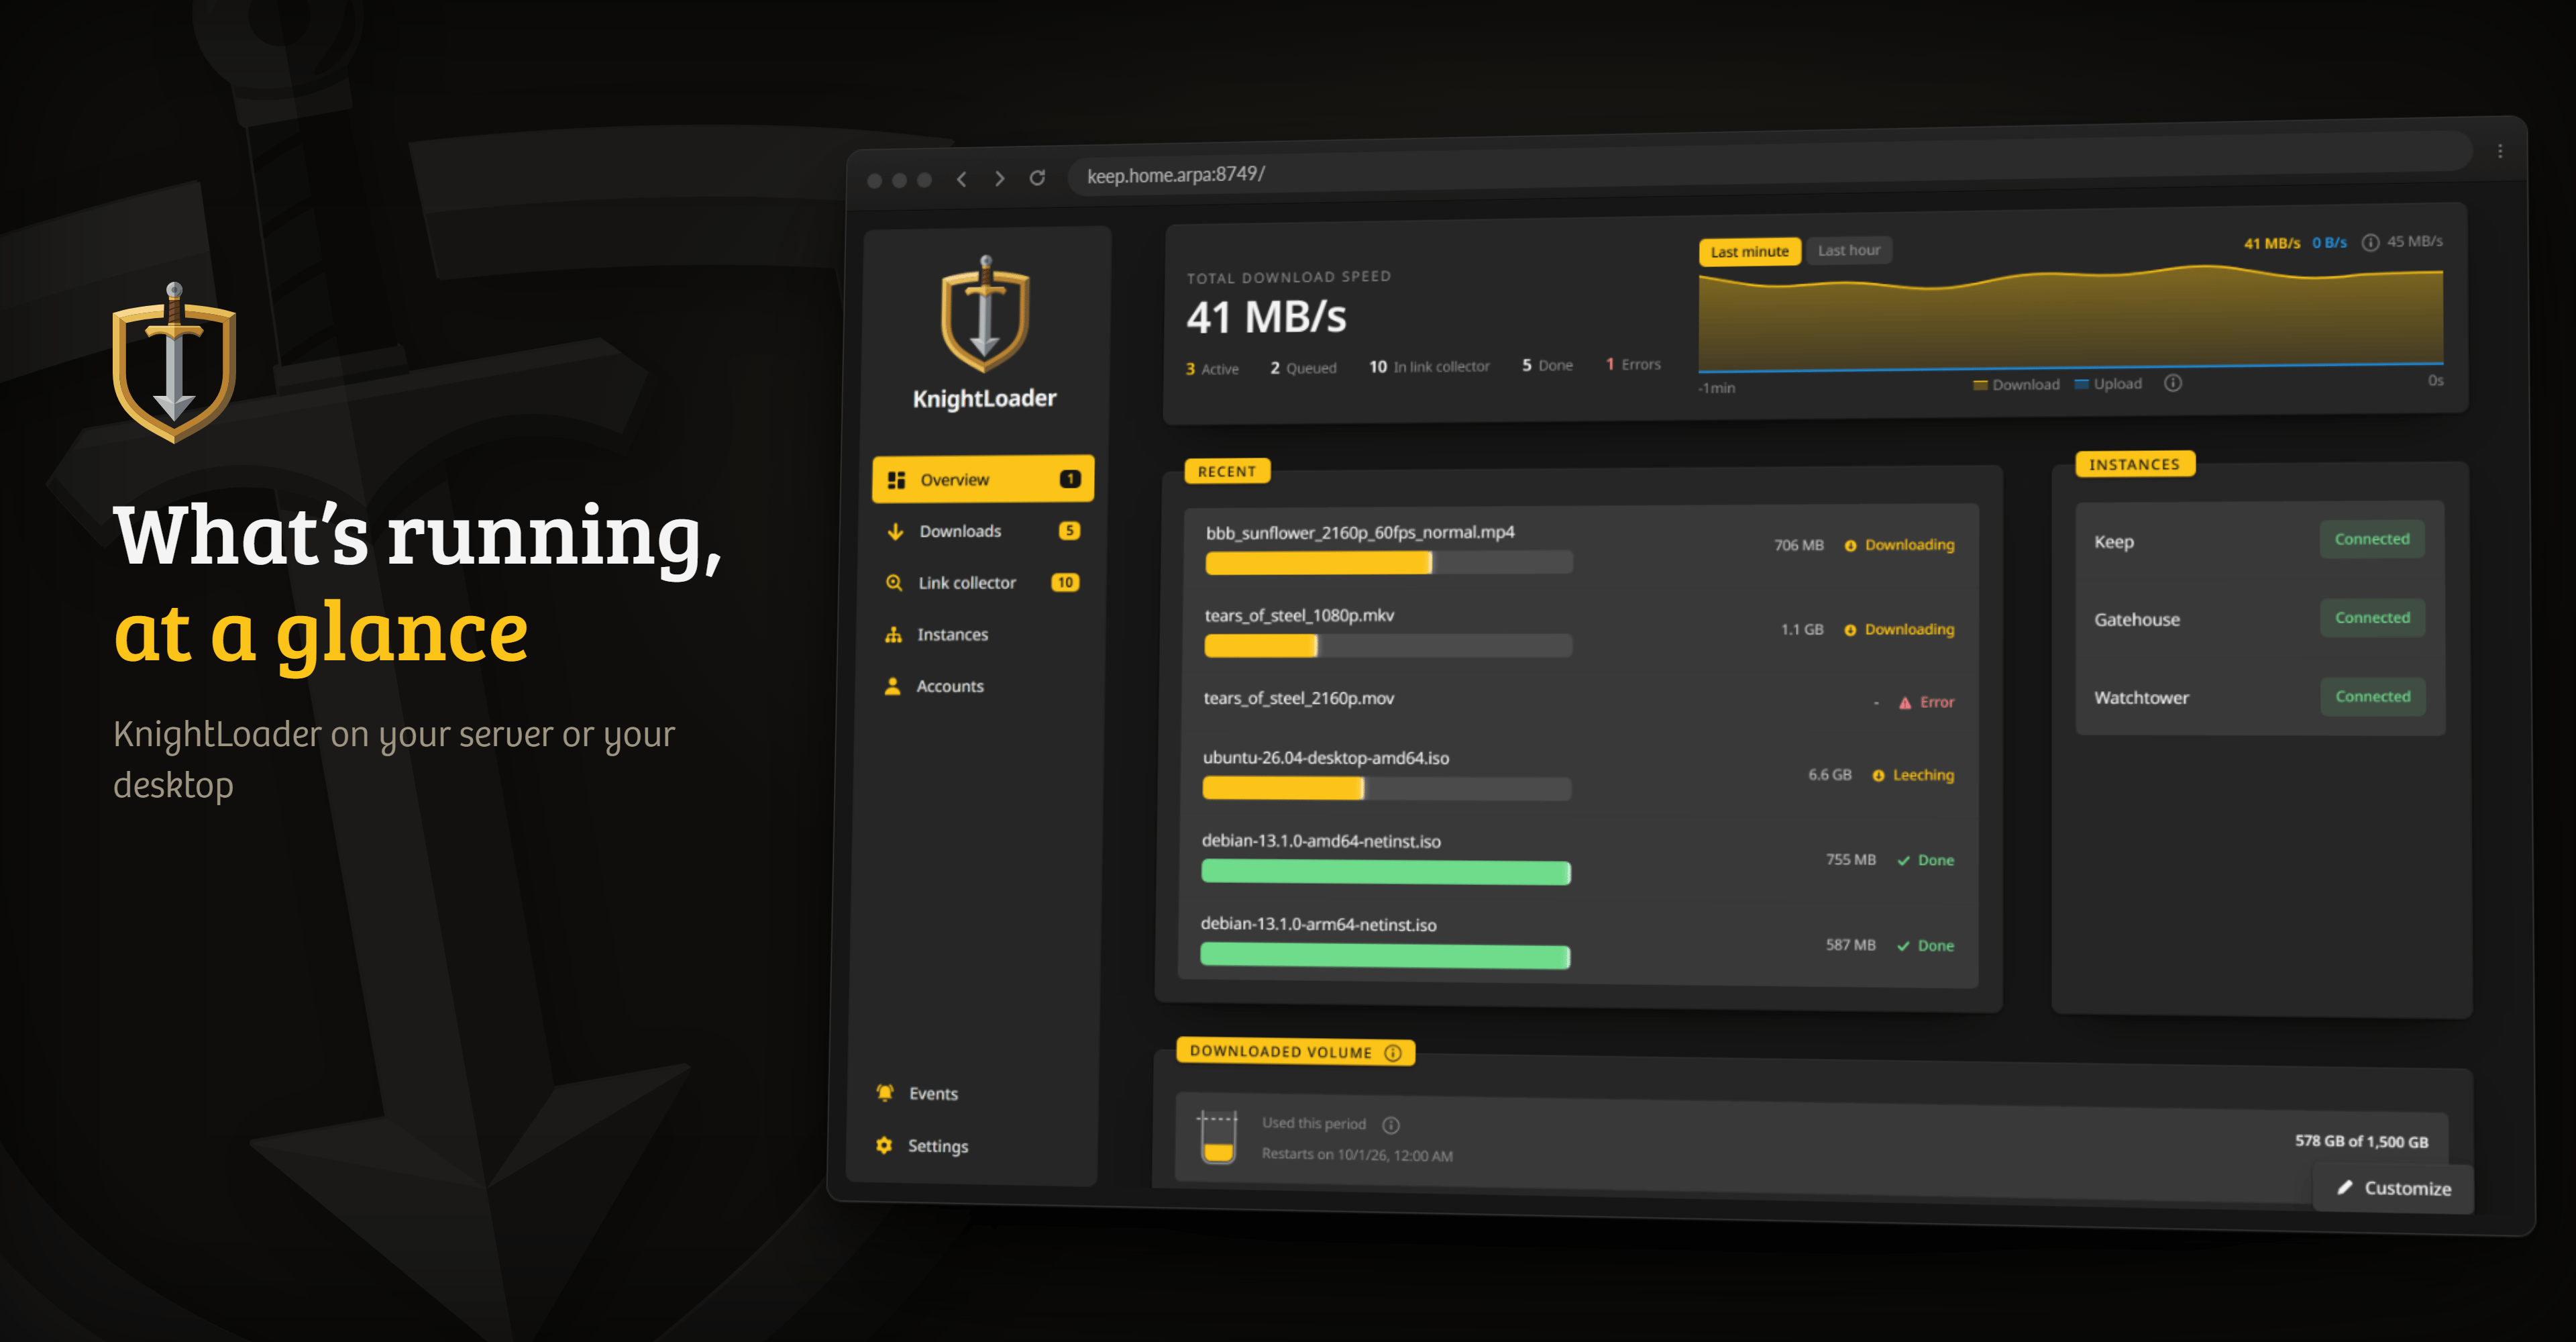 What's running,
at a glance
KnightLoader on your server or your
desktop
keep.home.arpa:8749/
KnightLoader
Overview 1
Downloads 5
Link collector 10
Instances
Accounts
Events
Settings
TOTAL DOWNLOAD SPEED
41 MB/s
3 Active 2 Queued 10 In link collector 5 Done 1 Errors
Last minute Last hour
41 MB/s 0 B/s 45 MB/s
-1min Download Upload 0s
RECENT
bbb_sunflower_2160p_60fps_normal.mp4 706 MB Downloading
tears_of_steel_1080p.mkv 1.1 GB Downloading
tears_of_steel_2160p.mov - Error
ubuntu-26.04-desktop-amd64.iso 6.6 GB Leeching
debian-13.1.0-amd64-netinst.iso 755 MB Done
debian-13.1.0-arm64-netinst.iso 587 MB Done
INSTANCES
Keep Connected
Gatehouse Connected
Watchtower Connected
DOWNLOADED VOLUME
Used this period
Restarts on 10/1/26, 12:00 AM
578 GB of 1,500 GB
Customize